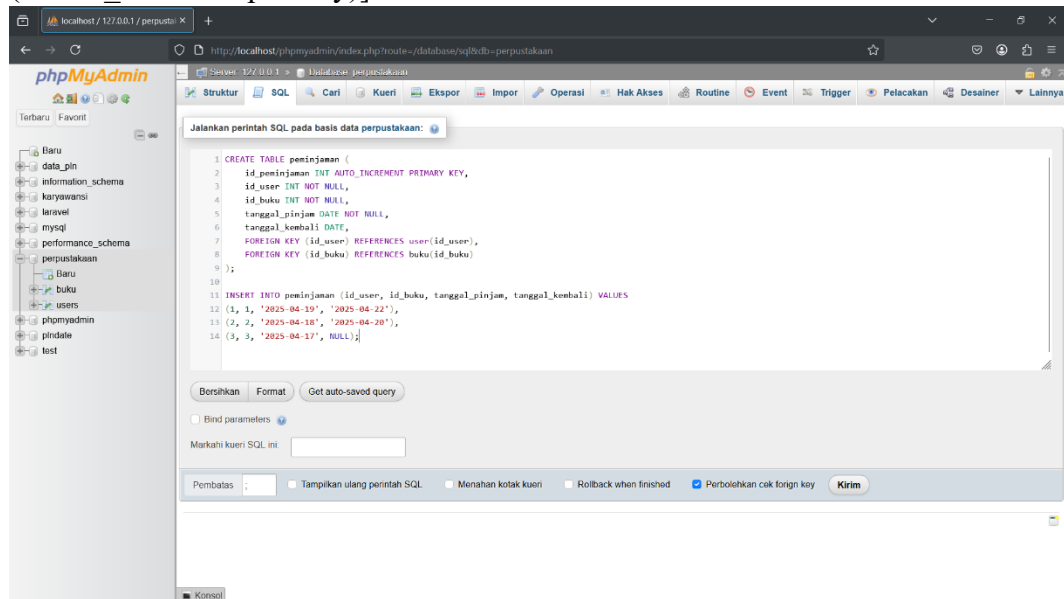 localhost / 127.0.0.1 / perpustal
http://localhost/phpmyadmin/index.php?route=/database/sql&db=perpustakaan
phpMyAdmin
Terbaru Favorit
Baru
data_pln
information_schema
karyawansi
laravel
mysql
performance_schema
perpustakaan
Baru
buku
users
phpmyadmin
plndate
test
Server: 127.0.0.1 » Database: perpustakaan
Struktur SQL Cari Kueri Ekspor Impor Operasi Hak Akses Routine Event Trigger Pelacakan Desainer Lainnya
Jalankan perintah SQL pada basis data perpustakaan:
1 CREATE TABLE peminjaman (
2 id_peminjaman INT AUTO_INCREMENT PRIMARY KEY,
3 id_user INT NOT NULL,
4 id_buku INT NOT NULL,
5 tanggal_pinjam DATE NOT NULL,
6 tanggal_kembali DATE,
7 FOREIGN KEY (id_user) REFERENCES user(id_user),
8 FOREIGN KEY (id_buku) REFERENCES buku(id_buku)
9 );
10
11 INSERT INTO peminjaman (id_user, id_buku, tanggal_pinjam, tanggal_kembali) VALUES
12 (1, 1, '2025-04-19', '2025-04-22'),
13 (2, 2, '2025-04-18', '2025-04-20'),
14 (3, 3, '2025-04-17', NULL);
Bersihkan Format Get auto-saved query
Bind parameters
Markahi kueri SQL ini:
Pembatas ; Tampilkan ulang perintah SQL Menahan kotak kueri Rollback when finished Perbolehkan cek forign key Kirim
Konsol